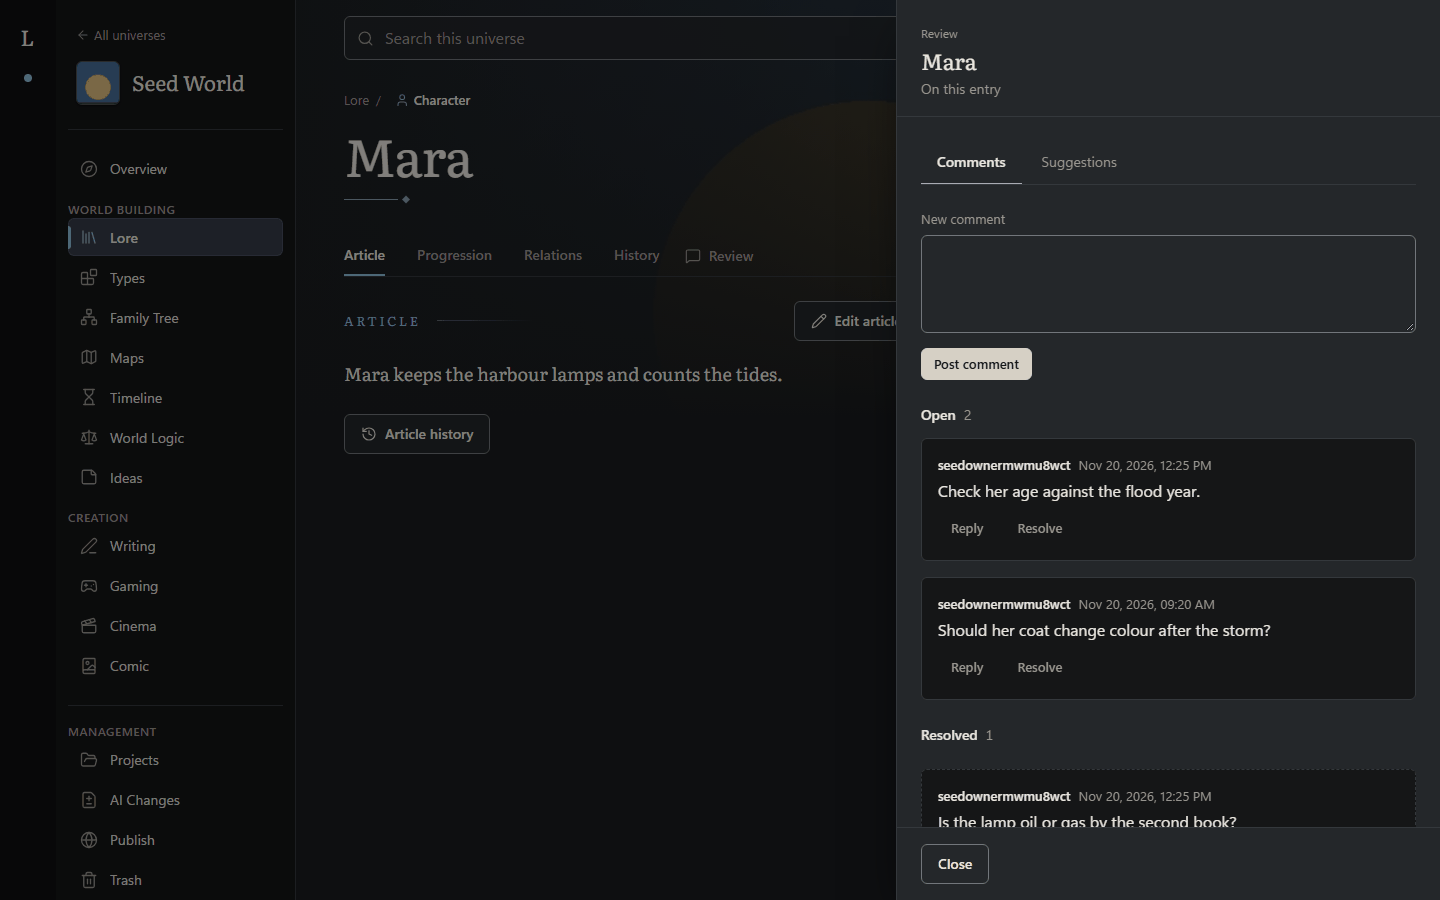 L
All universes
Seed World
Overview
WORLD BUILDING
Lore
Types
Family Tree
Maps
Timeline
World Logic
Ideas
CREATION
Writing
Gaming
Cinema
Comic
MANAGEMENT
Projects
AI Changes
Publish
Trash
Search this universe
Lore / Character
Mara
Article Progression Relations History Review
ARTICLE
Edit article
Mara keeps the harbour lamps and counts the tides.
Article history
Review
Mara
On this entry
Comments Suggestions
New comment
Post comment
Open 2
seedownermwmu8wct Nov 20, 2026, 12:25 PM
Check her age against the flood year.
Reply Resolve
seedownermwmu8wct Nov 20, 2026, 09:20 AM
Should her coat change colour after the storm?
Reply Resolve
Resolved 1
seedownermwmu8wct Nov 20, 2026, 12:25 PM
Is the lamp oil or gas by the second book?
Close